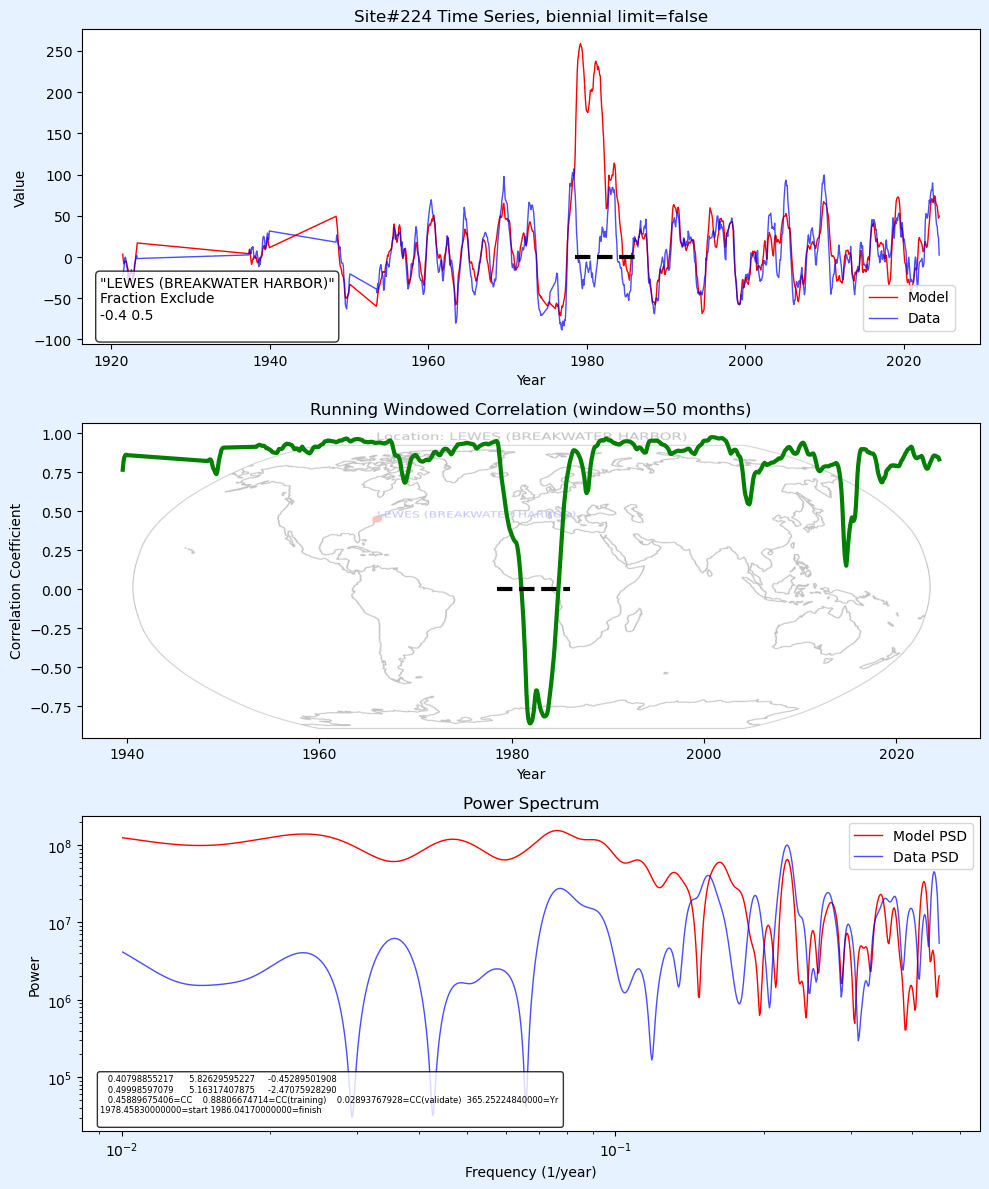 Site#224 Time Series, biennial limit=false
Value
250
200
150
100
50
0
−50
−100
"LEWES (BREAKWATER HARBOR)"
Fraction Exclude
-0.4 0.5
Model
Data
1920 1940 1960 1980 2000 2020
Year
Running Windowed Correlation (window=50 months)
Location: LEWES (BREAKWATER HARBOR)
LEWES (BREAKWATER HARBOR)
Correlation Coefficient
1.00
0.75
0.50
0.25
0.00
−0.25
−0.50
−0.75
1940 1960 1980 2000 2020
Year
Power Spectrum
Model PSD
Data PSD
Power
10^8
10^7
10^6
10^5
0.40798855217 5.82629595227 -0.45289501908
0.49998597079 5.16317407875 -2.47075928290
0.45889675406=CC 0.88806674714=CC(training) 0.02893767928=CC(validate) 365.25224840000=Yr
1978.45830000000=start 1986.04170000000=finish
10^−2 10^−1
Frequency (1/year)